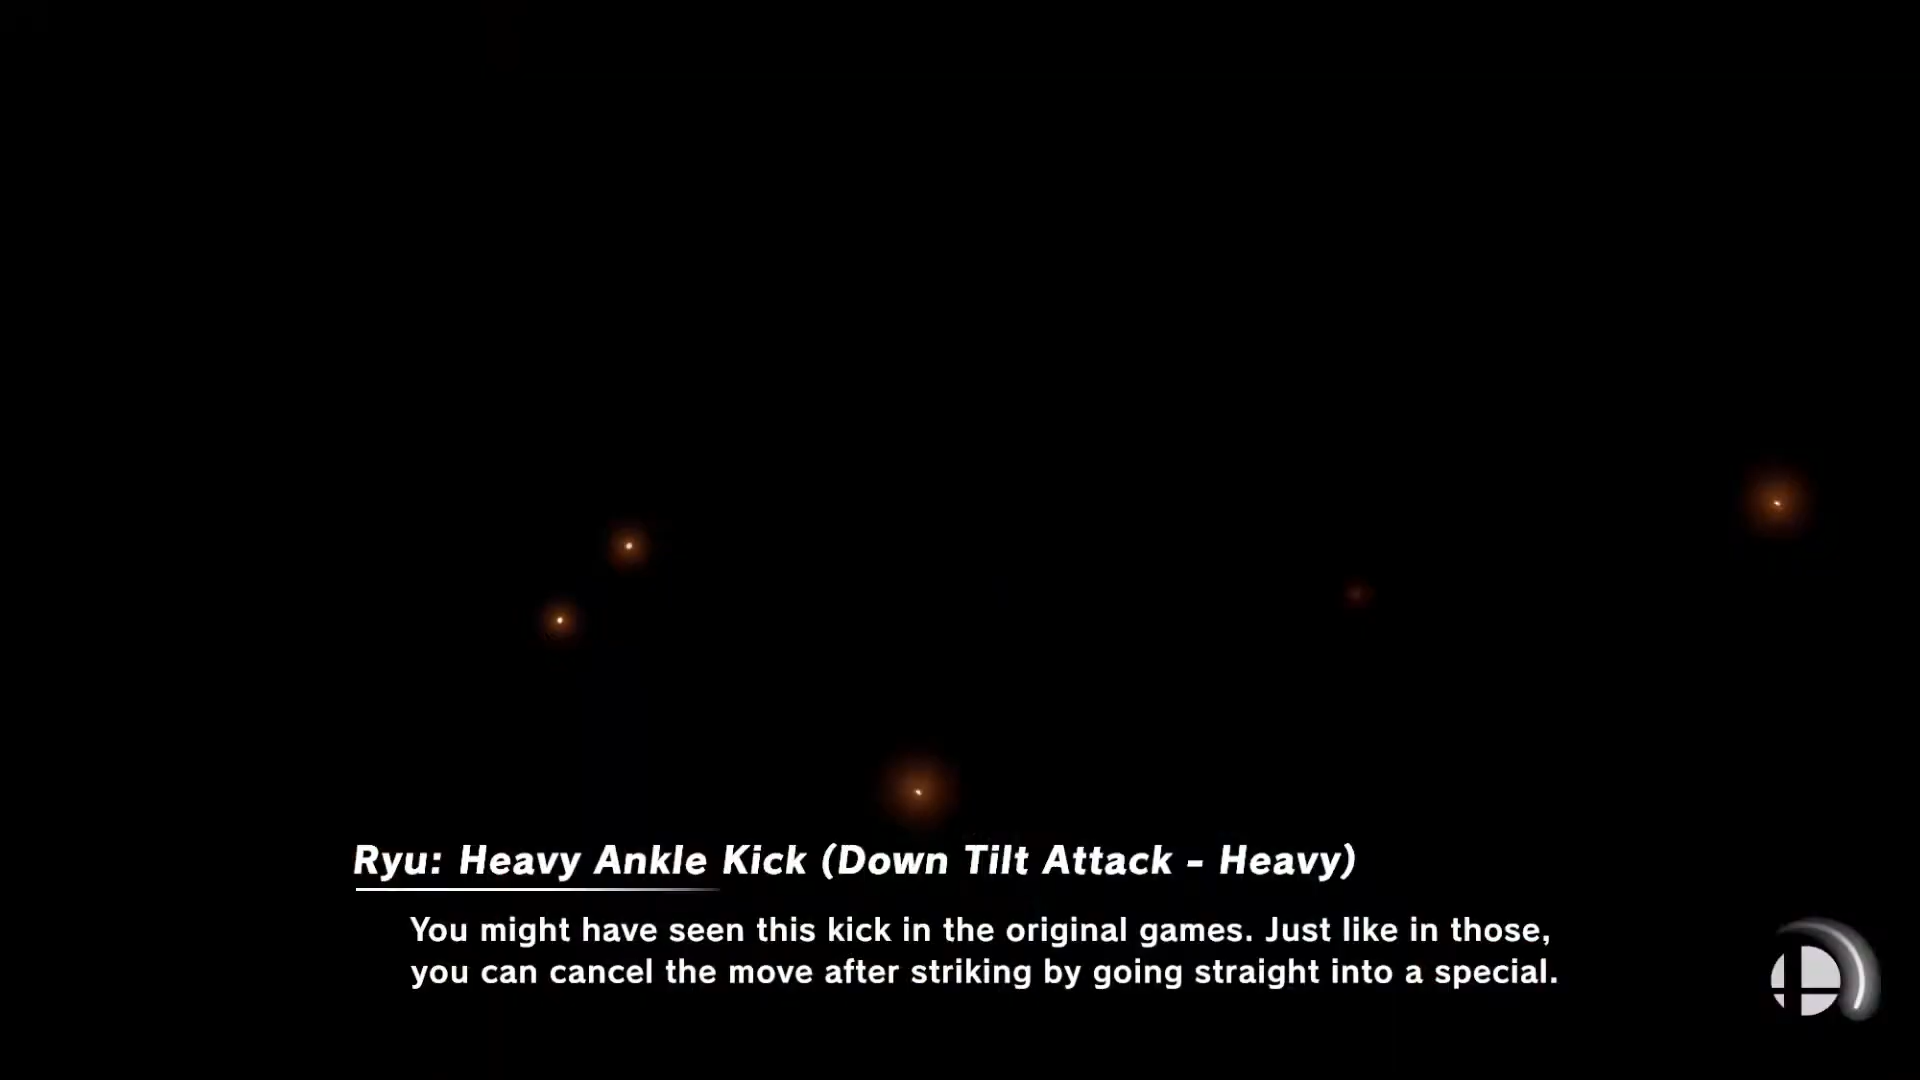 Ryu: Heavy Ankle Kick (Down Tilt Attack - Heavy)
You might have seen this kick in the original games. Just like in those,
you can cancel the move after striking by going straight into a special.